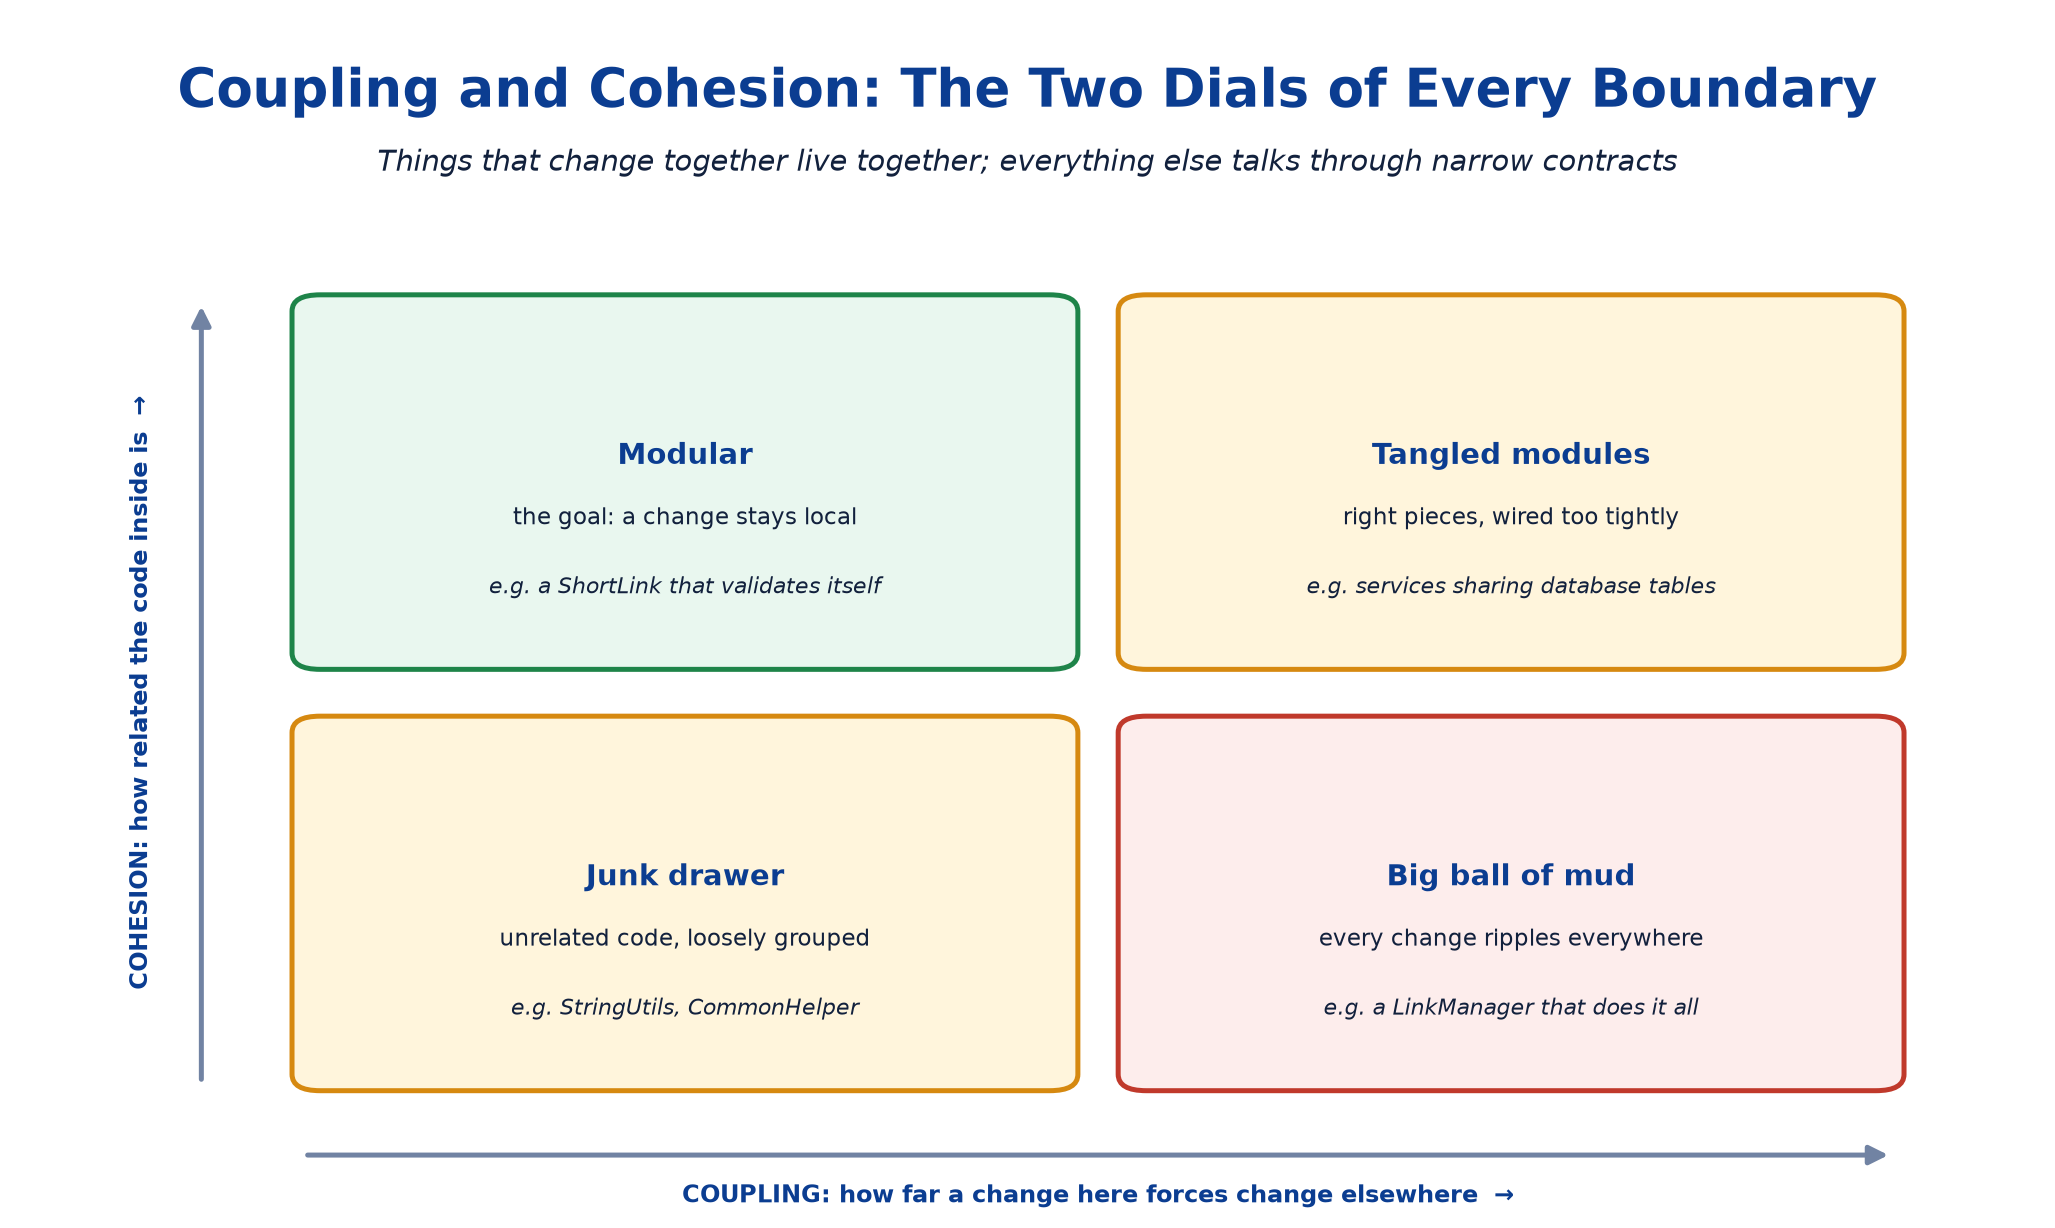 Coupling and Cohesion: The Two Dials of Every Boundary
Things that change together live together; everything else talks through narrow contracts
COHESION: how related the code inside is →
Modular
the goal: a change stays local
e.g. a ShortLink that validates itself
Tangled modules
right pieces, wired too tightly
e.g. services sharing database tables
Junk drawer
unrelated code, loosely grouped
e.g. StringUtils, CommonHelper
Big ball of mud
every change ripples everywhere
e.g. a LinkManager that does it all
COUPLING: how far a change here forces change elsewhere →